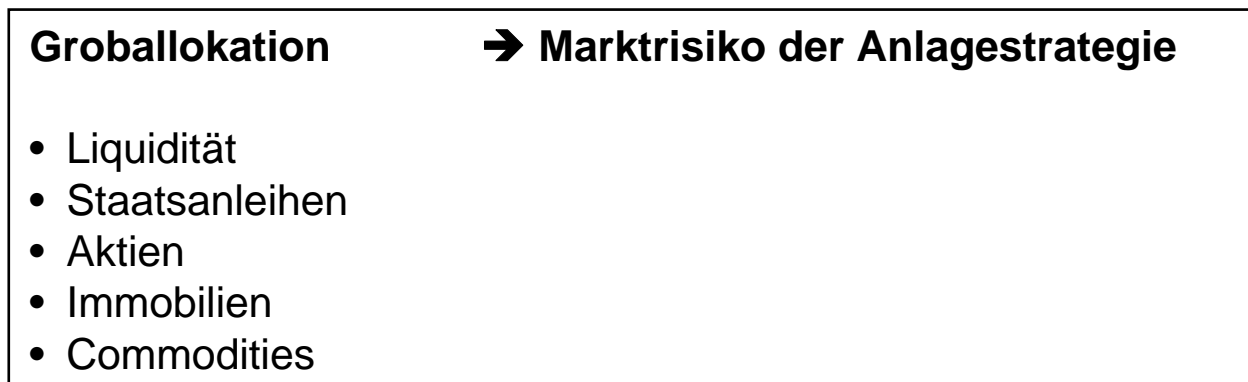 Groballokation ➔ Marktrisiko der Anlagestrategie
• Liquidität
• Staatsanleihen
• Aktien
• Immobilien
• Commodities